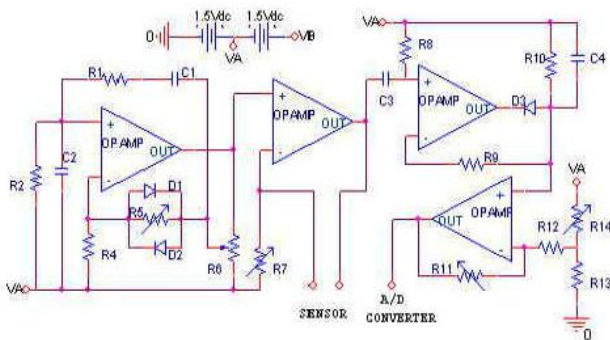 1.5Vdc 1.5Vdc
0 VA VB
VA
R8 R10 C4
R1 C1
C3 + OPAMP OUT D3
+ OPAMP OUT
+ OPAMP OUT
R2 C2
-
-
-
R9
D1
R5
D2
VA
+ OPAMP OUT
-
R12 R14
R4 R6 R7
R11
R13
VA
SENSOR
A/D
CONVERTER
0